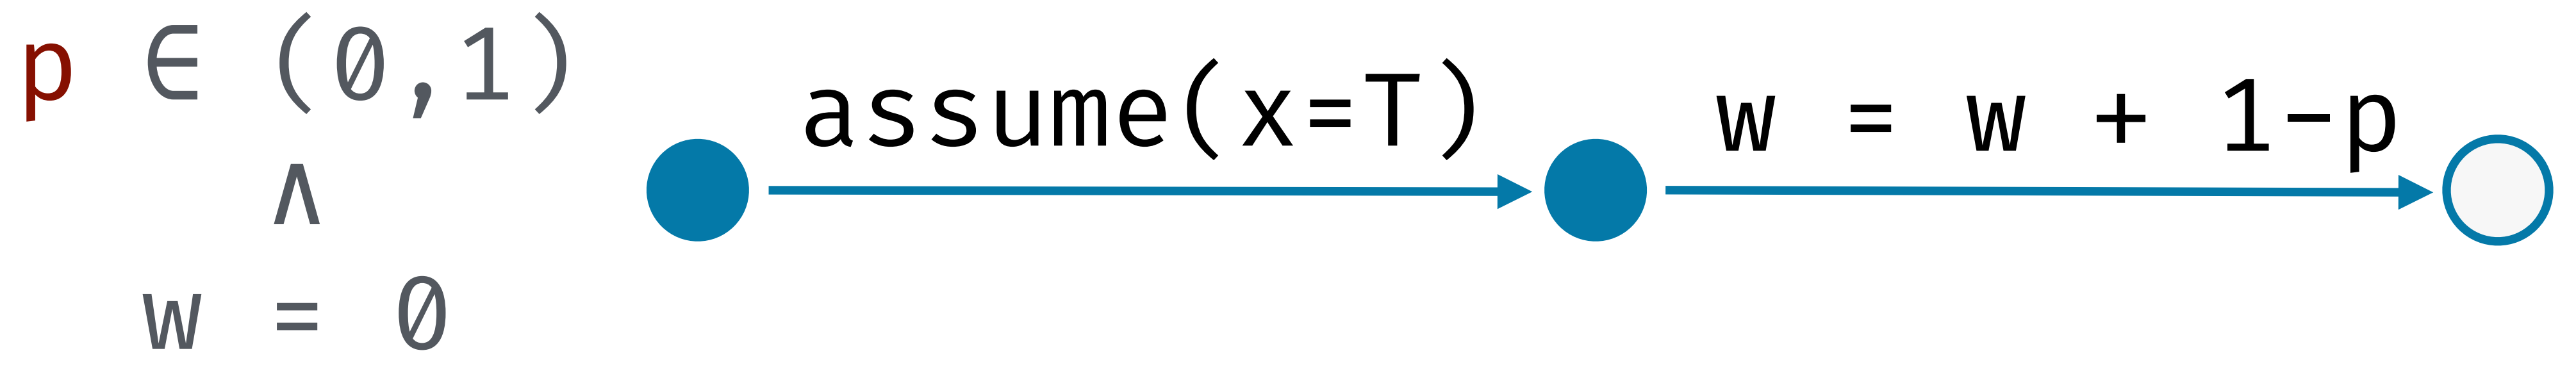 p ∈ (0,1)
∧
w = 0
assume(x=T)
w = w + 1-p